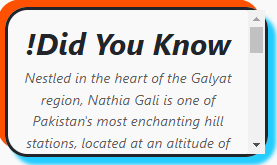 !Did You Know
Nestled in the heart of the Galyat
region, Nathia Gali is one of
Pakistan's most enchanting hill
stations, located at an altitude of